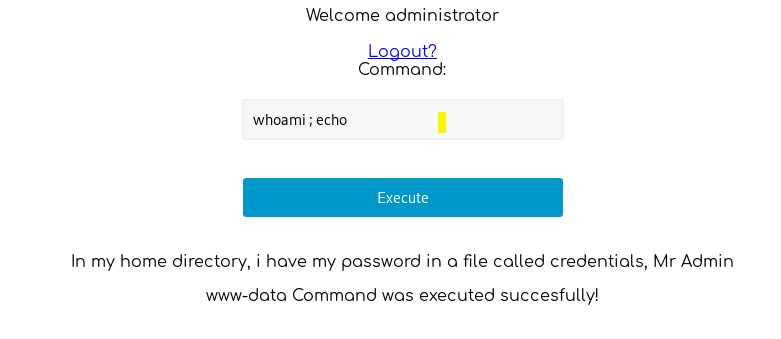 Welcome administrator
Logout?
Command:
whoami ; echo
Execute
In my home directory, i have my password in a file called credentials, Mr Admin
www-data Command was executed succesfully!